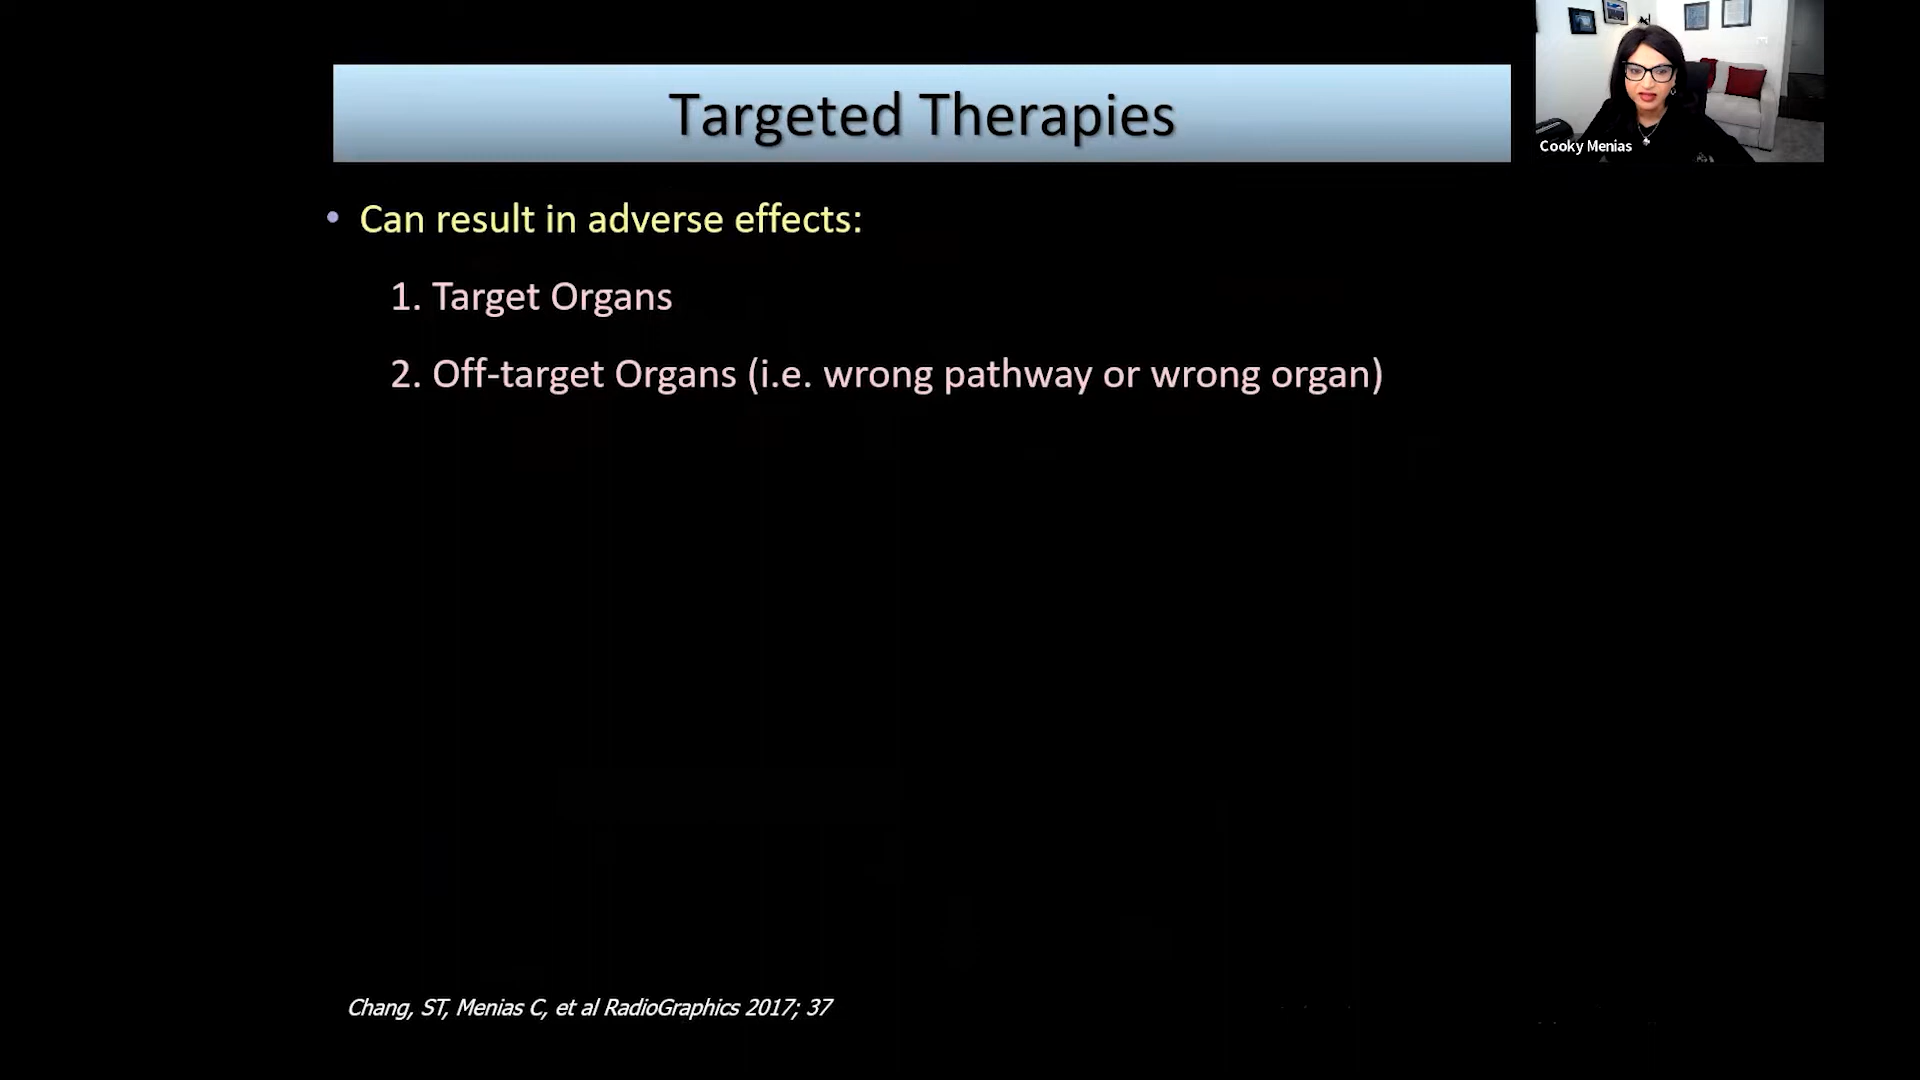 Targeted Therapies
Cooky Menias
• Can result in adverse effects:
1. Target Organs
2. Off-target Organs (i.e. wrong pathway or wrong organ)
Chang, ST, Menias C, et al RadioGraphics 2017; 37